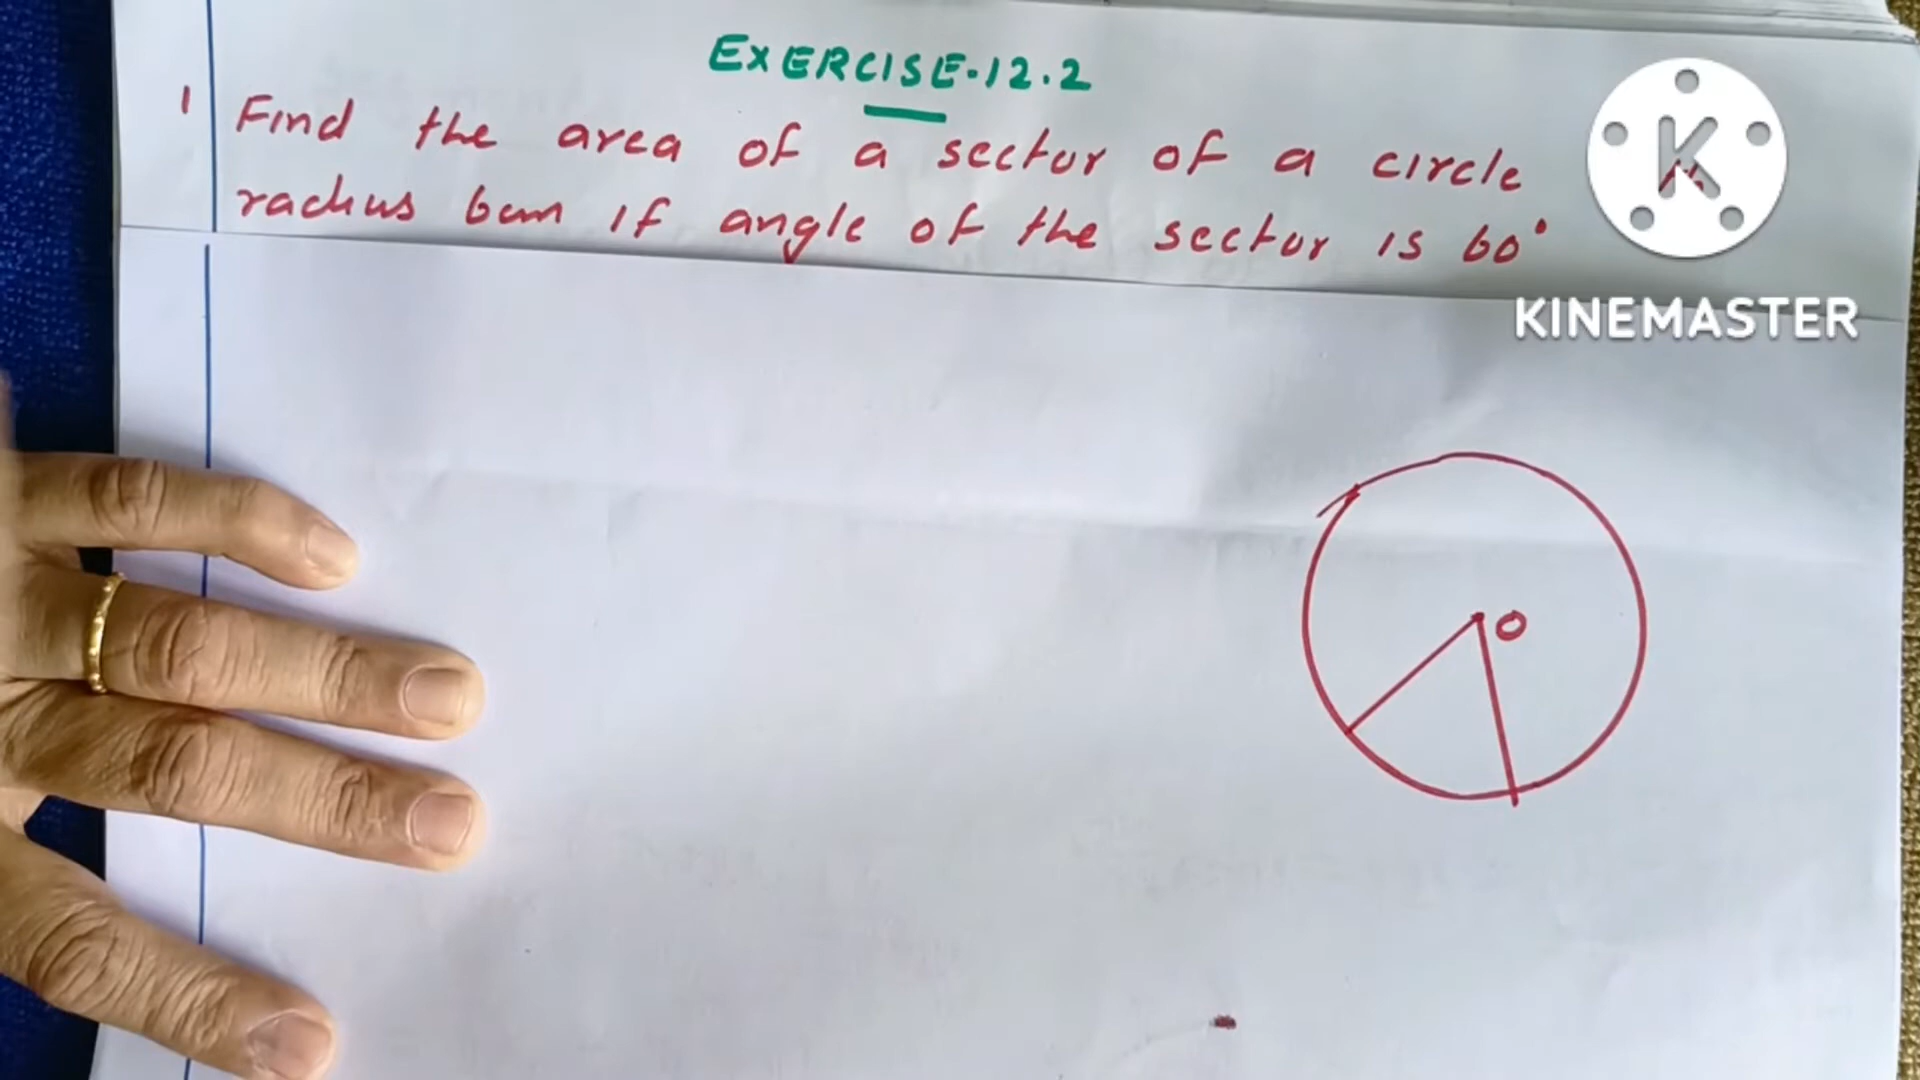 EXERCISE-12.2
1 Find the area of a sector of a circle
radius 6cm if angle of the sector is 60°
KINEMASTER
O